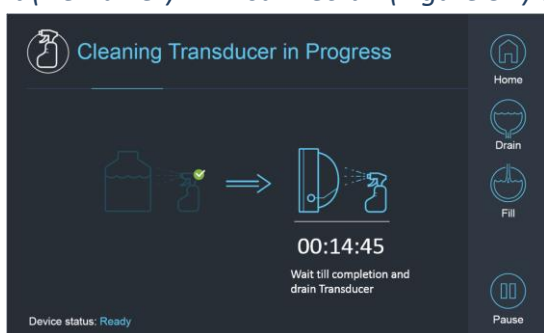 Cleaning Transducer in Progress
Home
Drain
Fill
00:14:45
Wait till completion and
drain Transducer
Device status: Ready
Pause